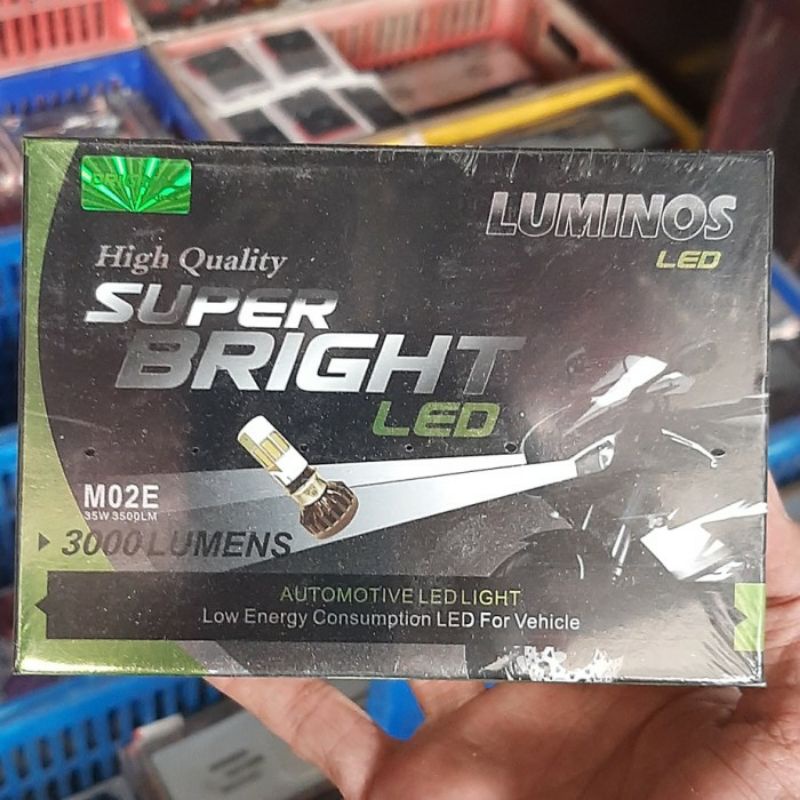 LUMINOS
LED
High Quality
SUPER
BRIGHT
LED
M02E
35W 3500LM
3000 LUMENS
AUTOMOTIVE LED LIGHT
Low Energy Consumption LED For Vehicle